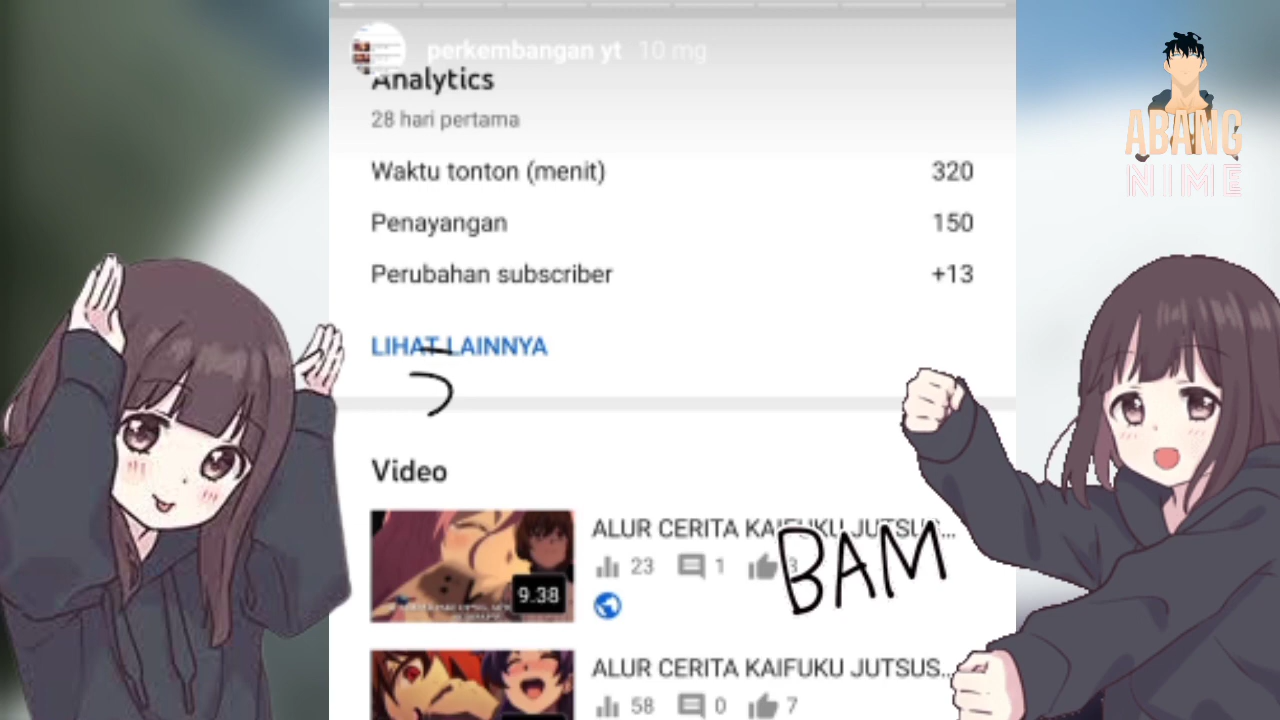 perkembangan yt 10 mg
Analytics
28 hari pertama
Waktu tonton (menit) 320
Penayangan 150
Perubahan subscriber +13
LIHAT LAINNYA
Video
ALUR CERITA KAIFUKU JUTSUS...
23 1 3
9.38
BAM
ALUR CERITA KAIFUKU JUTSUS...
58 0 7
ABANG
NIME